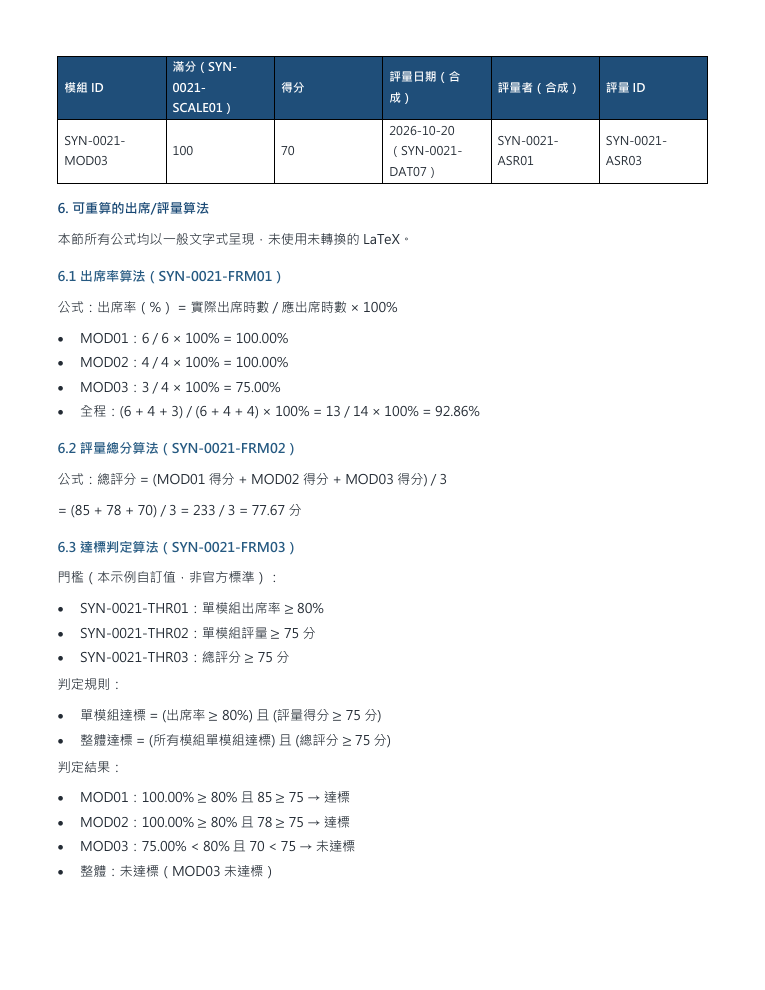 模組 ID
滿分（SYN-
0021-
SCALE01）
得分
評量日期（合
成）
評量者（合成）
評量 ID
SYN-0021-
MOD03
100
70
2026-10-20
（SYN-0021-
DAT07）
SYN-0021-
ASR01
SYN-0021-
ASR03
6. 可重算的出席/評量算法
本節所有公式均以一般文字式呈現，未使用未轉換的 LaTeX。
6.1 出席率算法（SYN-0021-FRM01）
公式：出席率（%） = 實際出席時數 / 應出席時數 × 100%
• MOD01：6 / 6 × 100% = 100.00%
• MOD02：4 / 4 × 100% = 100.00%
• MOD03：3 / 4 × 100% = 75.00%
• 全程：(6 + 4 + 3) / (6 + 4 + 4) × 100% = 13 / 14 × 100% = 92.86%
6.2 評量總分算法（SYN-0021-FRM02）
公式：總評分 = (MOD01 得分 + MOD02 得分 + MOD03 得分) / 3
= (85 + 78 + 70) / 3 = 233 / 3 = 77.67 分
6.3 達標判定算法（SYN-0021-FRM03）
門檻（本示例自訂值，非官方標準）：
• SYN-0021-THR01：單模組出席率 ≥ 80%
• SYN-0021-THR02：單模組評量 ≥ 75 分
• SYN-0021-THR03：總評分 ≥ 75 分
判定規則：
• 單模組達標 = (出席率 ≥ 80%) 且 (評量得分 ≥ 75 分)
• 整體達標 = (所有模組單模組達標) 且 (總評分 ≥ 75 分)
判定結果：
• MOD01：100.00% ≥ 80% 且 85 ≥ 75 → 達標
• MOD02：100.00% ≥ 80% 且 78 ≥ 75 → 達標
• MOD03：75.00% < 80% 且 70 < 75 → 未達標
• 整體：未達標（MOD03 未達標）